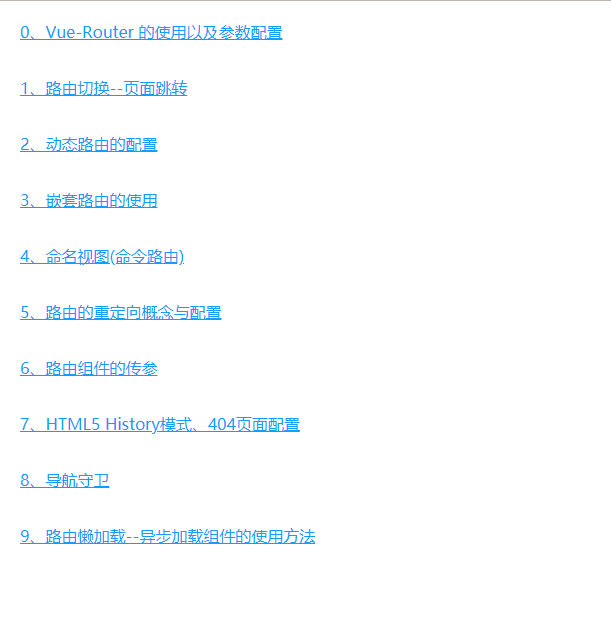 0、Vue-Router 的使用以及参数配置
1、路由切换--页面跳转
2、动态路由的配置
3、嵌套路由的使用
4、命名视图(命令路由)
5、路由的重定向概念与配置
6、路由组件的传参
7、HTML5 History模式、404页面配置
8、导航守卫
9、路由懒加载--异步加载组件的使用方法